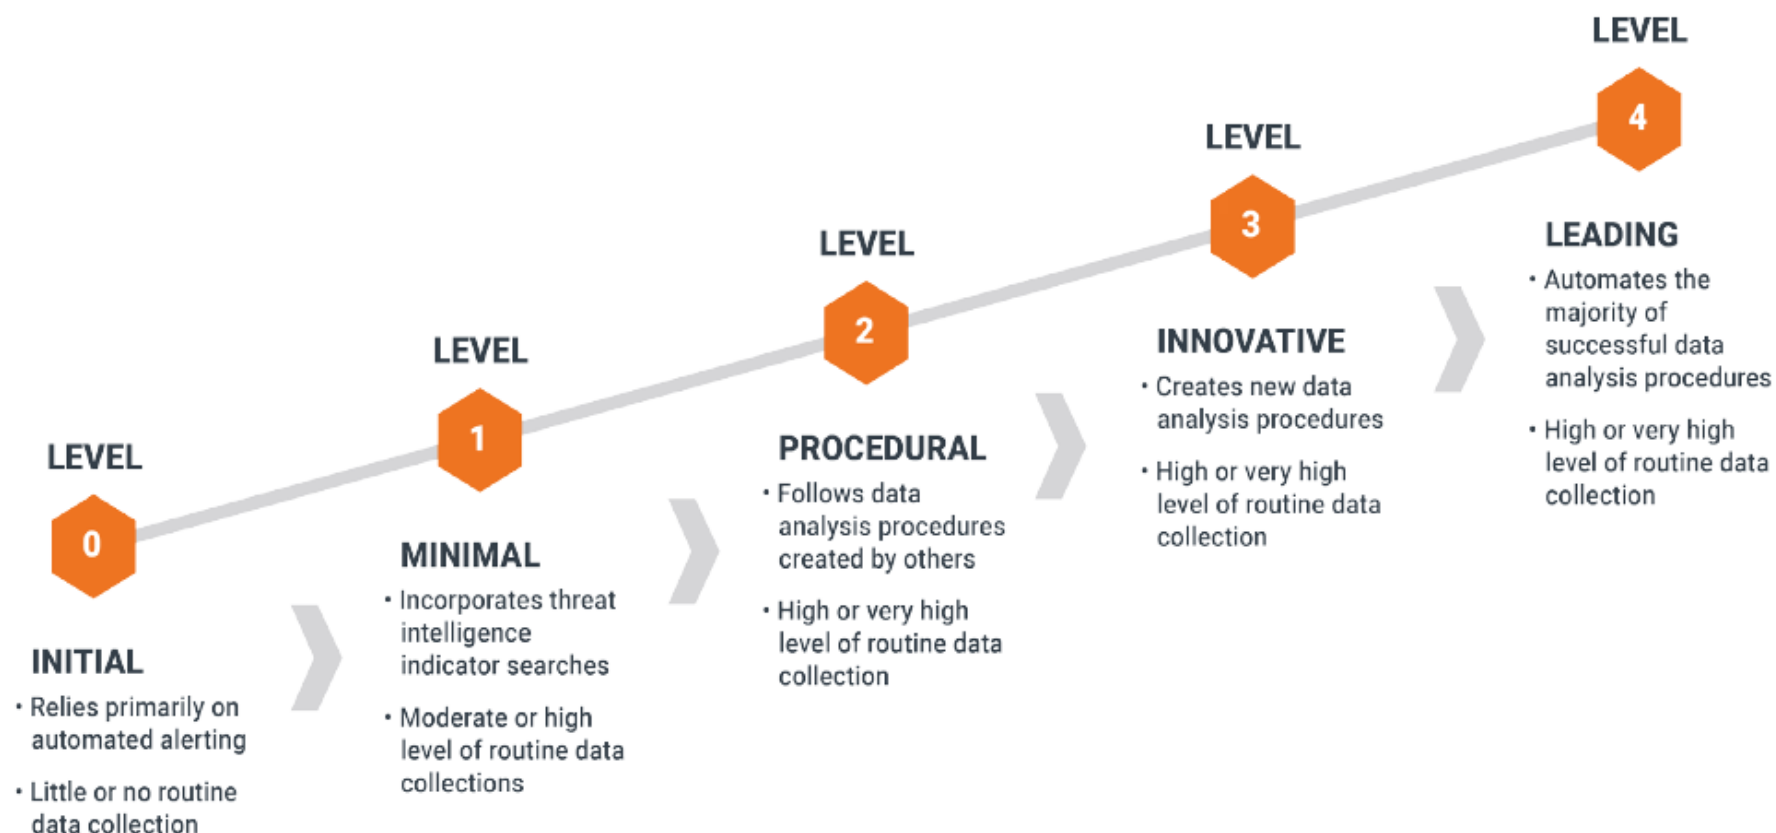 LEVEL
0
INITIAL
• Relies primarily on
automated alerting
• Little or no routine
data collection
LEVEL
1
MINIMAL
• Incorporates threat
intelligence
indicator searches
• Moderate or high
level of routine data
collections
LEVEL
2
PROCEDURAL
• Follows data
analysis procedures
created by others
• High or very high
level of routine data
collection
LEVEL
3
INNOVATIVE
• Creates new data
analysis procedures
• High or very high
level of routine data
collection
LEVEL
4
LEADING
• Automates the
majority of
successful data
analysis procedures
• High or very high
level of routine data
collection